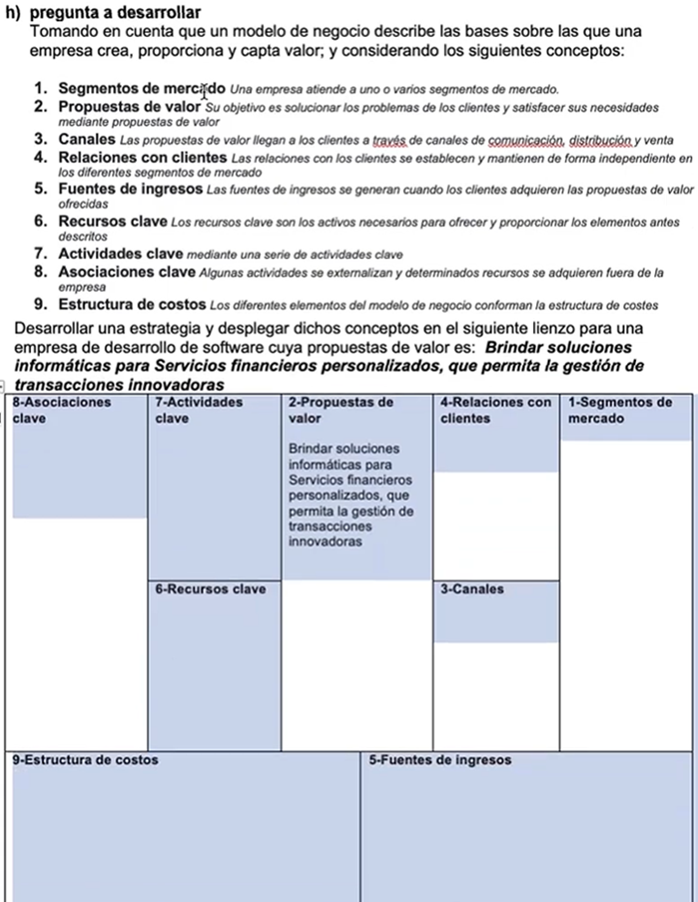 h) pregunta a desarrollar
Tomando en cuenta que un modelo de negocio describe las bases sobre las que una
empresa crea, proporciona y capta valor; y considerando los siguientes conceptos:
1. Segmentos de mercado Una empresa atiende a uno o varios segmentos de mercado.
2. Propuestas de valor Su objetivo es solucionar los problemas de los clientes y satisfacer sus necesidades
mediante propuestas de valor
3. Canales Las propuestas de valor llegan a los clientes a través de canales de comunicación, distribución y venta
4. Relaciones con clientes Las relaciones con los clientes se establecen y mantienen de forma independiente en
los diferentes segmentos de mercado
5. Fuentes de ingresos Las fuentes de ingresos se generan cuando los clientes adquieren las propuestas de valor
ofrecidas
6. Recursos clave Los recursos clave son los activos necesarios para ofrecer y proporcionar los elementos antes
descritos
7. Actividades clave mediante una serie de actividades clave
8. Asociaciones clave Algunas actividades se externalizan y determinados recursos se adquieren fuera de la
empresa
9. Estructura de costos Los diferentes elementos del modelo de negocio conforman la estructura de costes
Desarrollar una estrategia y desplegar dichos conceptos en el siguiente lienzo para una
empresa de desarrollo de software cuya propuestas de valor es: Brindar soluciones
informáticas para Servicios financieros personalizados, que permita la gestión de
transacciones innovadoras
8-Asociaciones
clave
7-Actividades
clave
2-Propuestas de
valor
Brindar soluciones
informáticas para
Servicios financieros
personalizados, que
permita la gestión de
transacciones
innovadoras
4-Relaciones con
clientes
1-Segmentos de
mercado
6-Recursos clave
3-Canales
9-Estructura de costos
5-Fuentes de ingresos